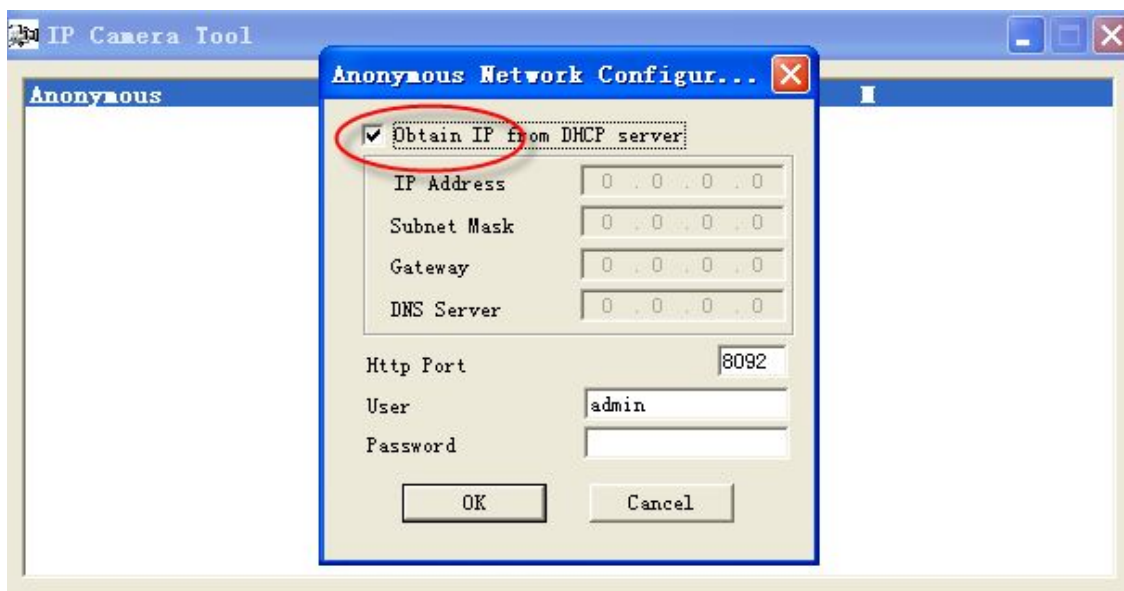 IP Camera Tool
Anonymous Network Configur...
Anonymous
Obtain IP from DHCP server
IP Address 0 . 0 . 0 . 0
Subnet Mask 0 . 0 . 0 . 0
Gateway 0 . 0 . 0 . 0
DNS Server 0 . 0 . 0 . 0
Http Port 8092
User admin
Password
OK Cancel